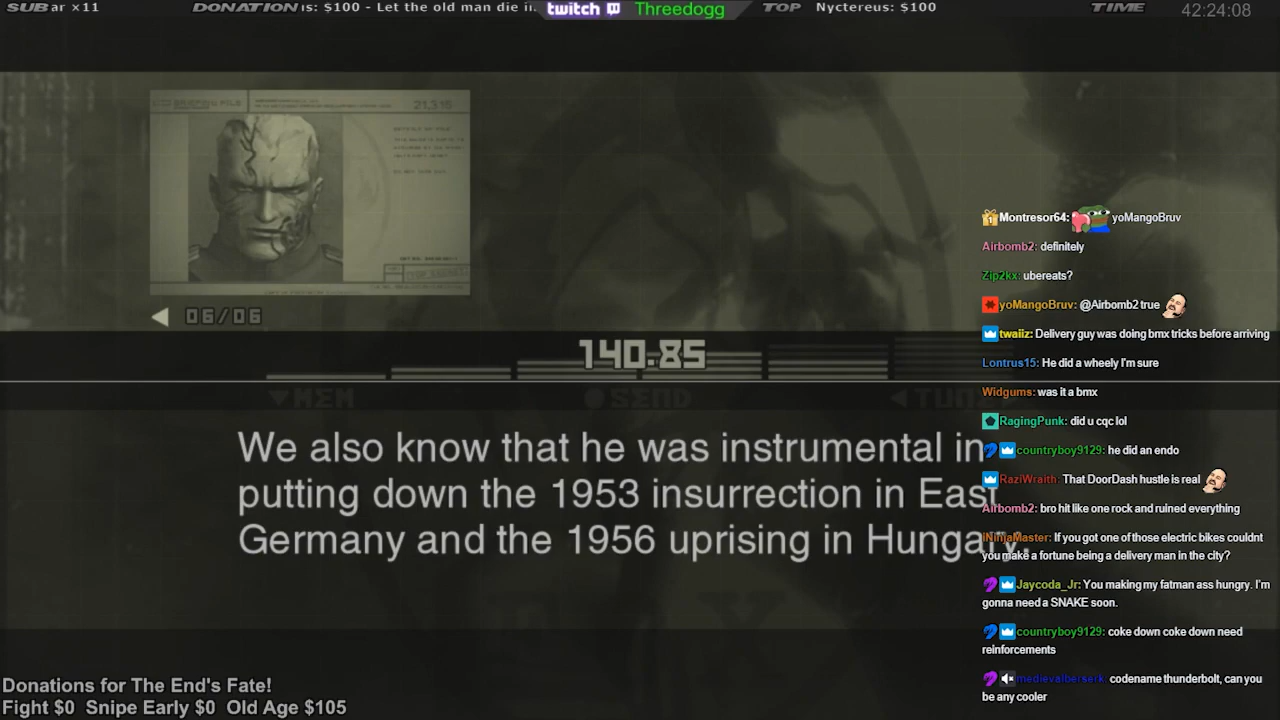 SUB ar ×11 DONATION is: $100 - Let the old man die i twitch Threedogg TOP Nyctereus: $100 TIME 42:24:08
21.3.15
06/06
140.85
MEM SEND TUN
We also know that he was instrumental in
putting down the 1953 insurrection in East
Germany and the 1956 uprising in Hungary.
Montresor64: yoMangoBruv
Airbomb2: definitely
Zip2kx: ubereats?
yoMangoBruv: @Airbomb2 true
twaiiz: Delivery guy was doing bmx tricks before arriving
Lontrus15: He did a wheely I'm sure
Widgums: was it a bmx
RagingPunk: did u cqc lol
countryboy9129: he did an endo
RaziWraith: That DoorDash hustle is real
Airbomb2: bro hit like one rock and ruined everything
iNinjaMaster: If you got one of those electric bikes couldnt
you make a fortune being a delivery man in the city?
Jaycoda_Jr: You making my fatman ass hungry. I'm
gonna need a SNAKE soon.
countryboy9129: coke down coke down need
reinforcements
medievalberserk: codename thunderbolt, can you
be any cooler
Donations for The End's Fate!
Fight $0 Snipe Early $0 Old Age $105